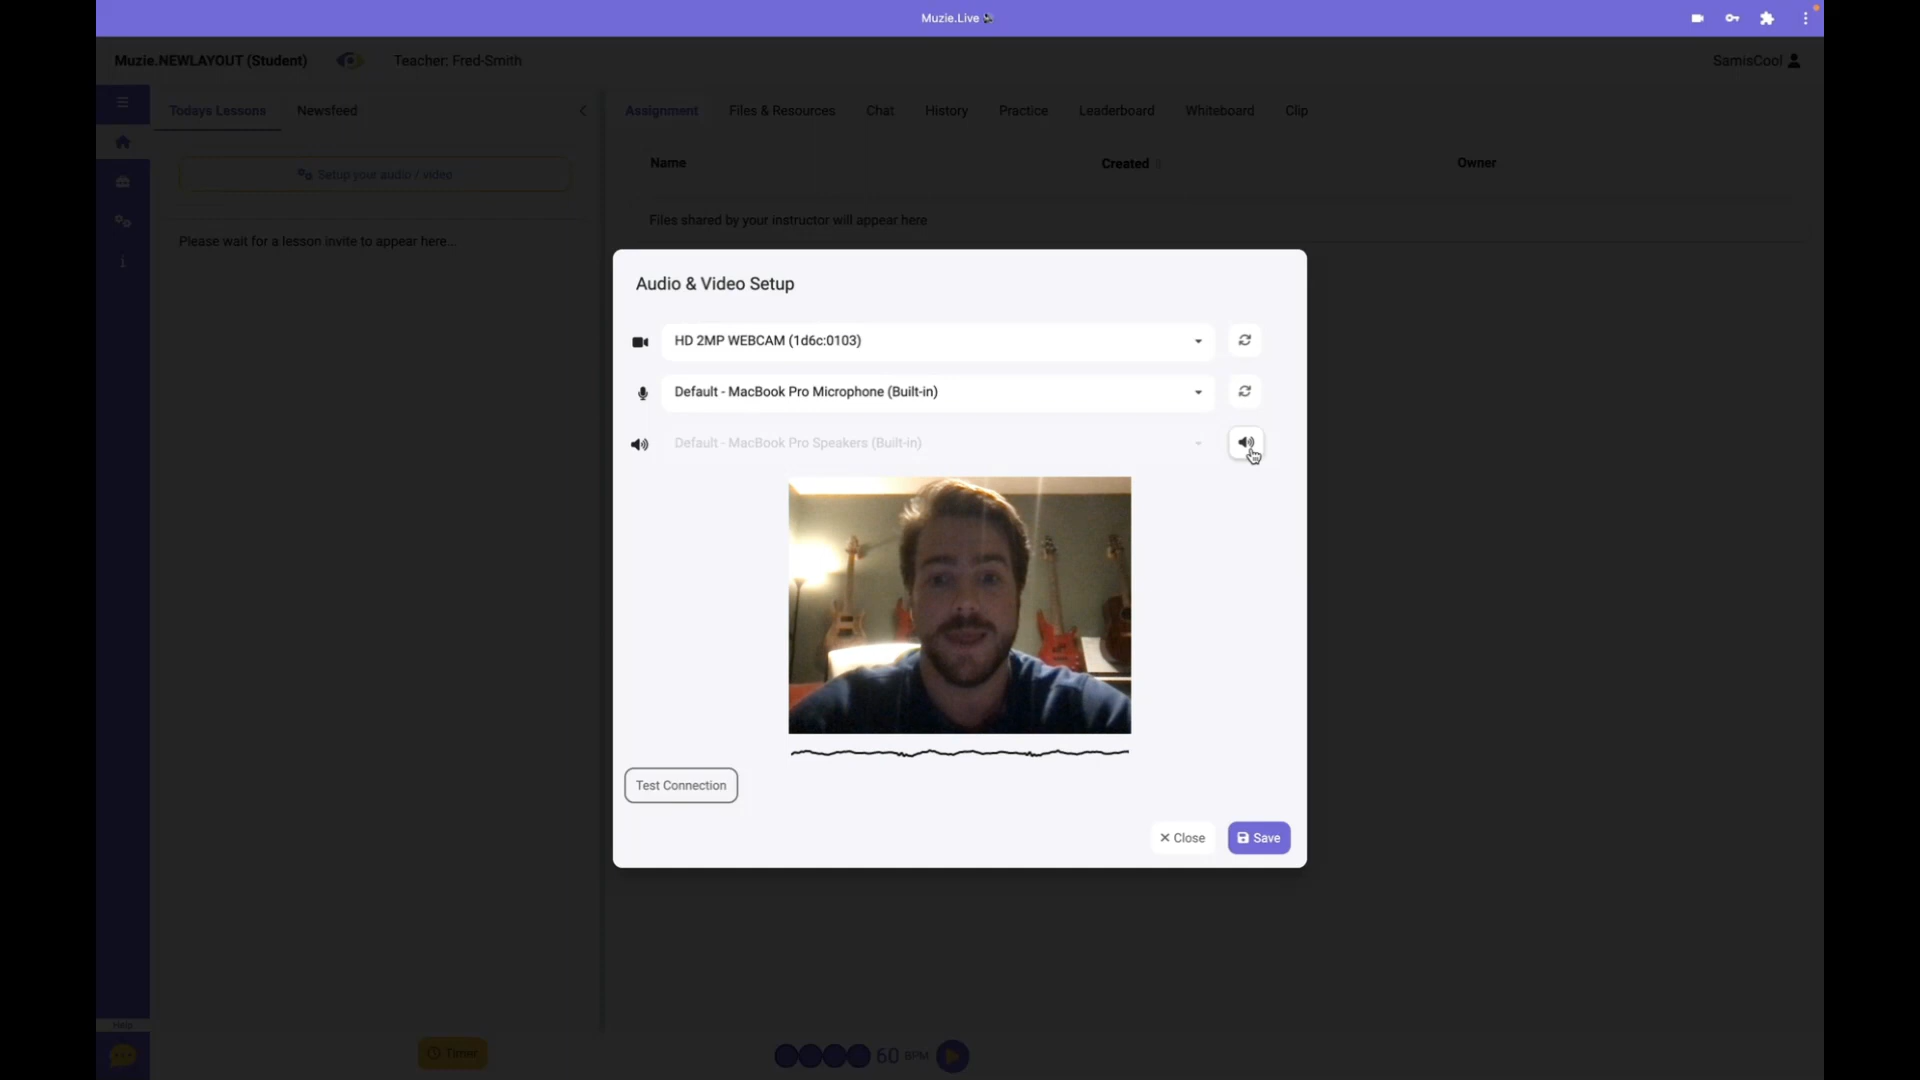 Muzie.Live
Muzie.NEWLAYOUT (Student)
Teacher: Fred-Smith
SamisCool
Todays Lessons
Newsfeed
Assignment
Files & Resources
Chat
History
Practice
Leaderboard
Whiteboard
Clip
Setup your audio / video
Name
Created
Owner
Files shared by your instructor will appear here
Please wait for a lesson invite to appear here...
Audio & Video Setup
HD 2MP WEBCAM (1d6c:0103)
Default - MacBook Pro Microphone (Built-in)
Default - MacBook Pro Speakers (Built-in)
Test Connection
Close
Save
Help
Timer
60 BPM